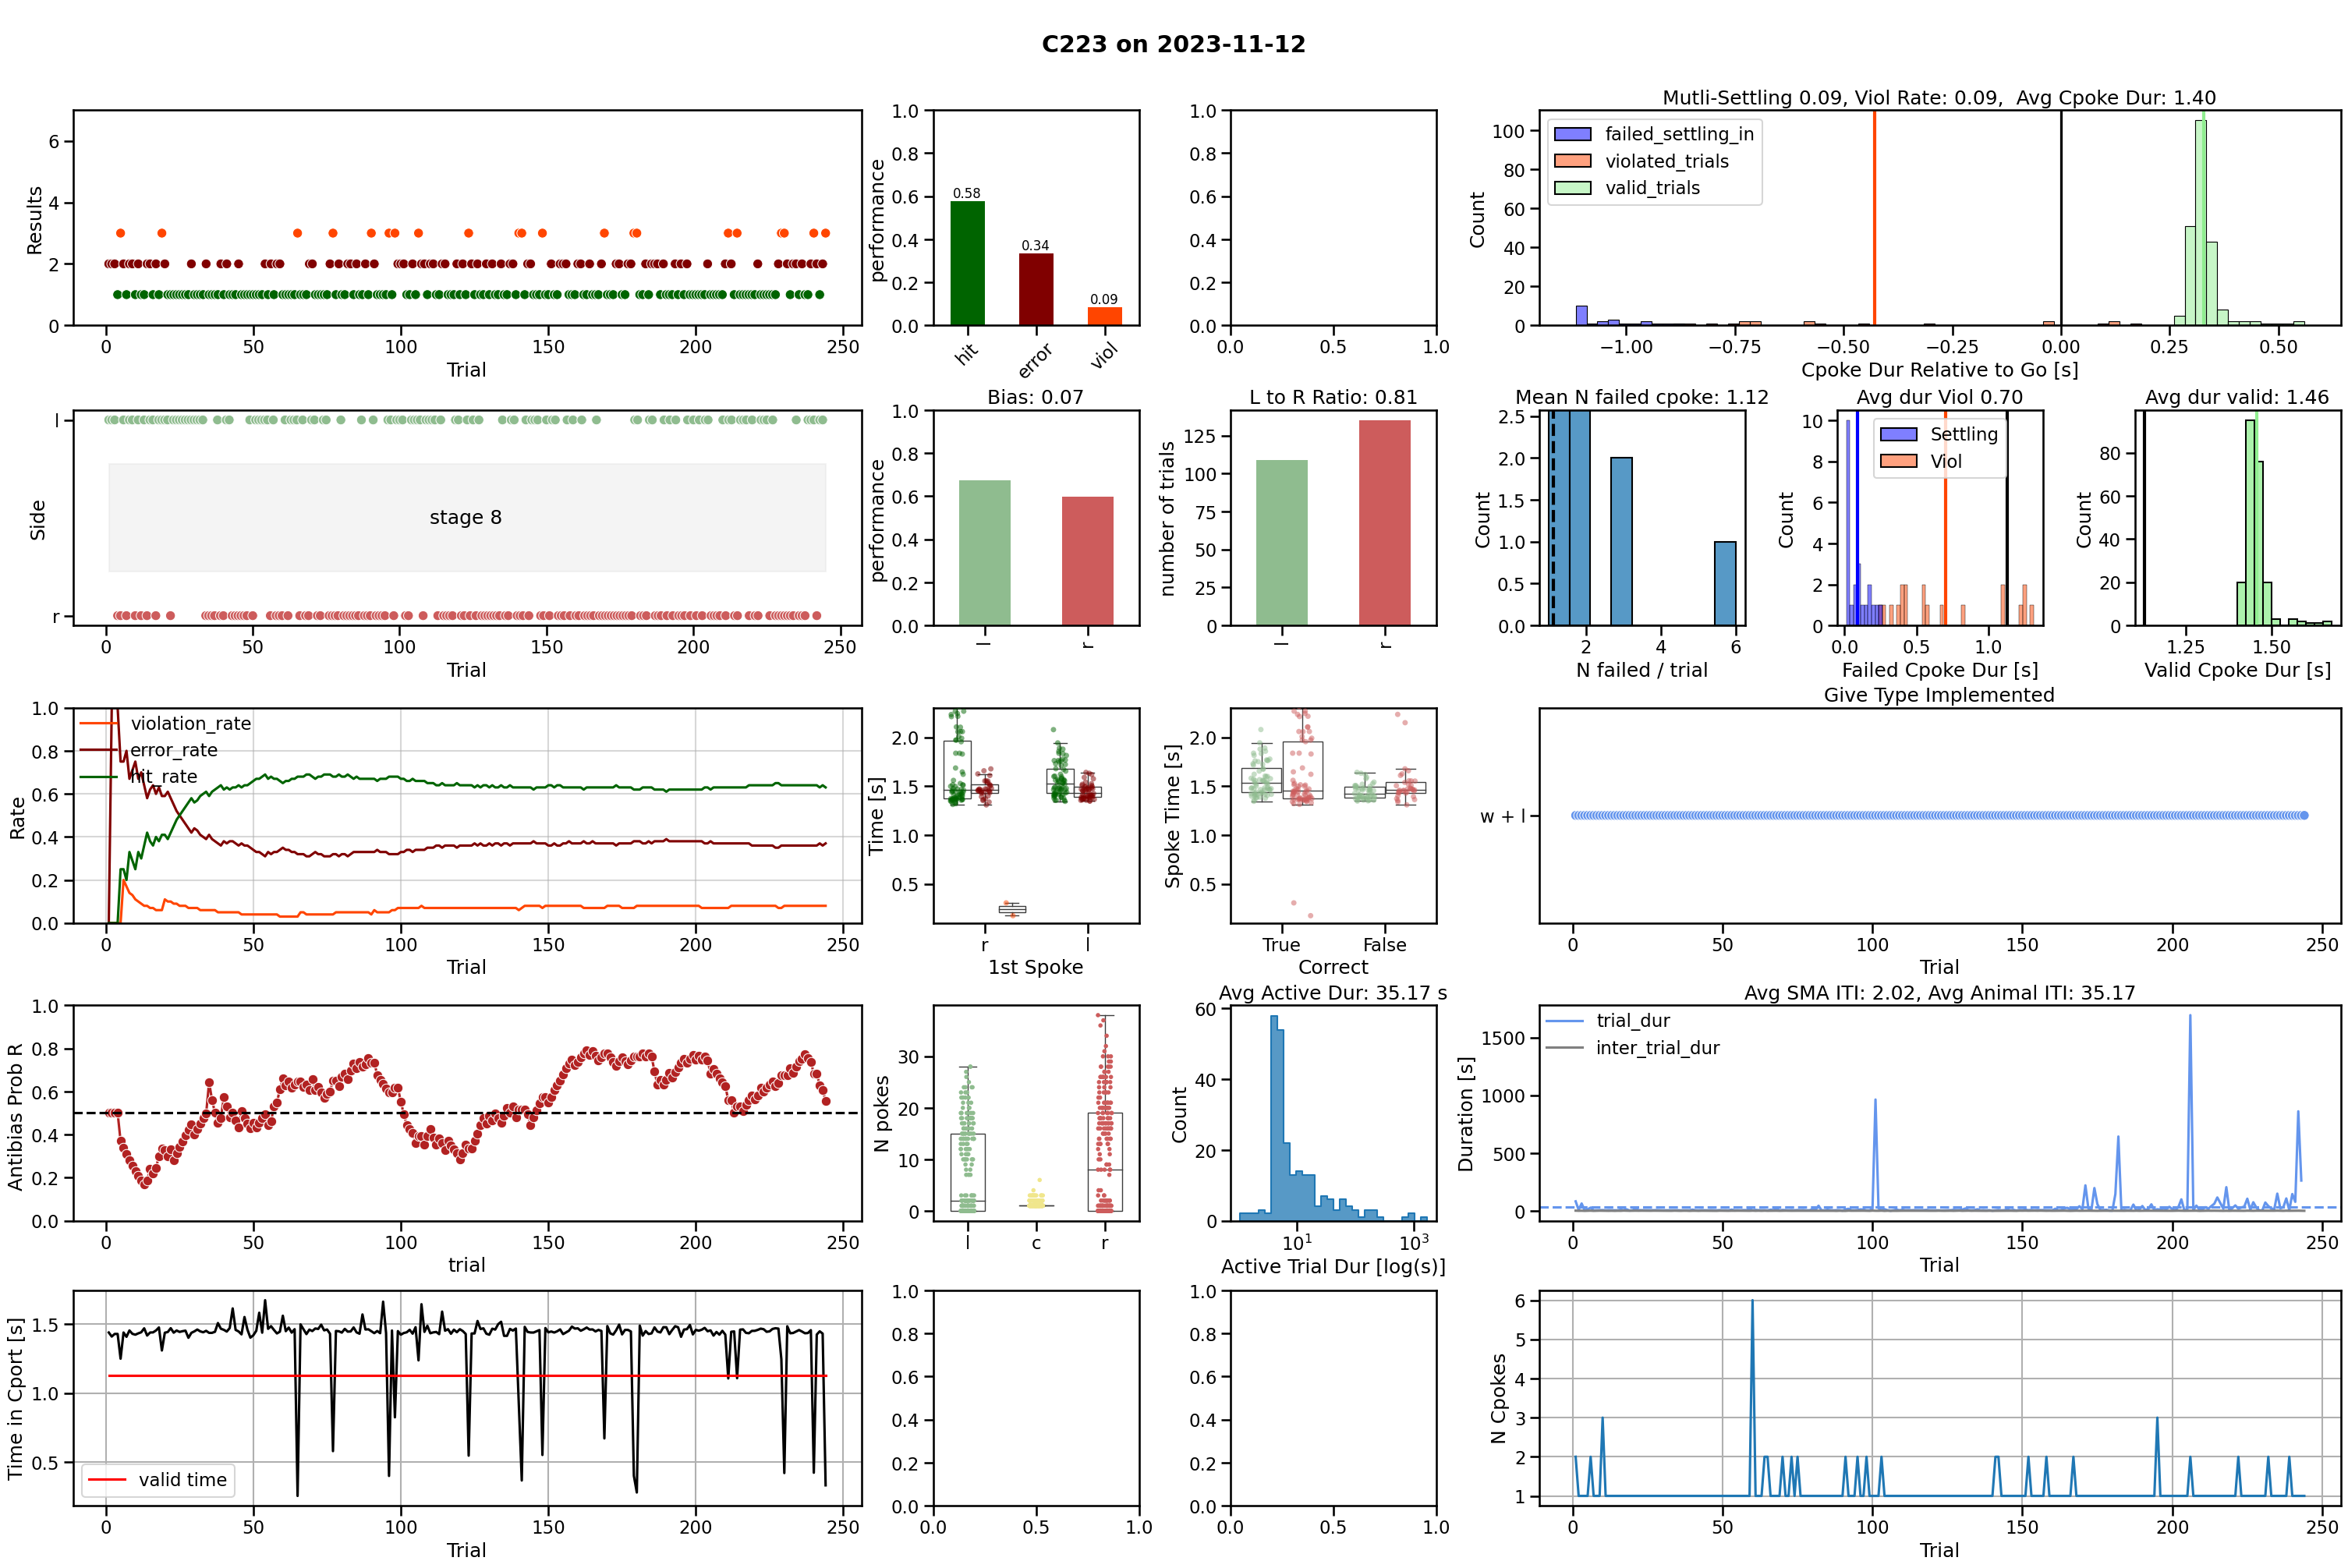 C223 on 2023-11-12
Results
0
2
4
6
0
50
100
150
200
250
Trial
performance
0.0
0.2
0.4
0.6
0.8
1.0
0.58
0.34
0.09
hit
error
viol
0.0
0.2
0.4
0.6
0.8
1.0
0.0
0.5
1.0
Mutli-Settling 0.09, Viol Rate: 0.09,  Avg Cpoke Dur: 1.40
failed_settling_in
violated_trials
valid_trials
Count
0
20
40
60
80
100
−1.00
−0.75
−0.50
−0.25
0.00
0.25
0.50
Cpoke Dur Relative to Go [s]
Side
l
r
stage 8
0
50
100
150
200
250
Trial
Bias: 0.07
performance
0.0
0.2
0.4
0.6
0.8
1.0
l
r
L to R Ratio: 0.81
number of trials
0
25
50
75
100
125
l
r
Mean N failed cpoke: 1.12
Count
0.0
0.5
1.0
1.5
2.0
2.5
2
4
6
N failed / trial
Avg dur Viol 0.70
Settling
Viol
Count
0
2
4
6
8
10
0.0
0.5
1.0
Failed Cpoke Dur [s]
Avg dur valid: 1.46
Count
0
20
40
60
80
1.25
1.50
Valid Cpoke Dur [s]
violation_rate
error_rate
hit_rate
Rate
0.0
0.2
0.4
0.6
0.8
1.0
0
50
100
150
200
250
Trial
Time [s]
0.5
1.0
1.5
2.0
r
l
1st Spoke
Spoke Time [s]
0.5
1.0
1.5
2.0
True
False
Correct
Give Type Implemented
w + l
0
50
100
150
200
250
Trial
Antibias Prob R
0.0
0.2
0.4
0.6
0.8
1.0
0
50
100
150
200
250
trial
N pokes
0
10
20
30
l
c
r
Avg Active Dur: 35.17 s
Count
0
20
40
60
10¹
10³
Active Trial Dur [log(s)]
Avg SMA ITI: 2.02, Avg Animal ITI: 35.17
trial_dur
inter_trial_dur
Duration [s]
0
500
1000
1500
0
50
100
150
200
250
Trial
Time in Cport [s]
0.5
1.0
1.5
valid time
0
50
100
150
200
250
Trial
0.0
0.2
0.4
0.6
0.8
1.0
0.0
0.5
1.0
0.0
0.2
0.4
0.6
0.8
1.0
0.0
0.5
1.0
N Cpokes
1
2
3
4
5
6
0
50
100
150
200
250
Trial